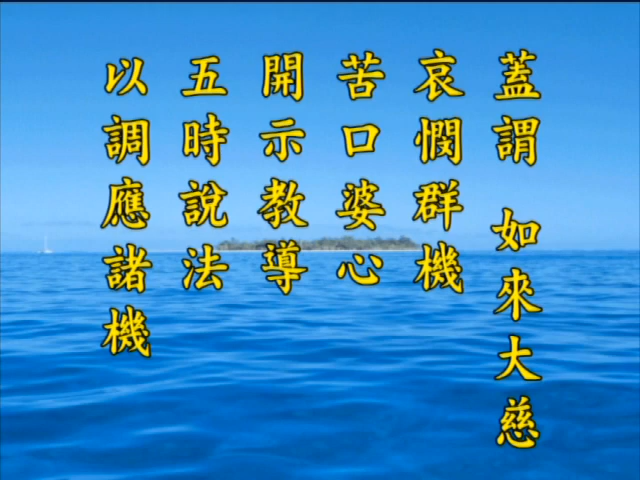 蓋謂 如來大慈
哀憫群機
苦口婆心
開示教導
五時說法
以調應諸機